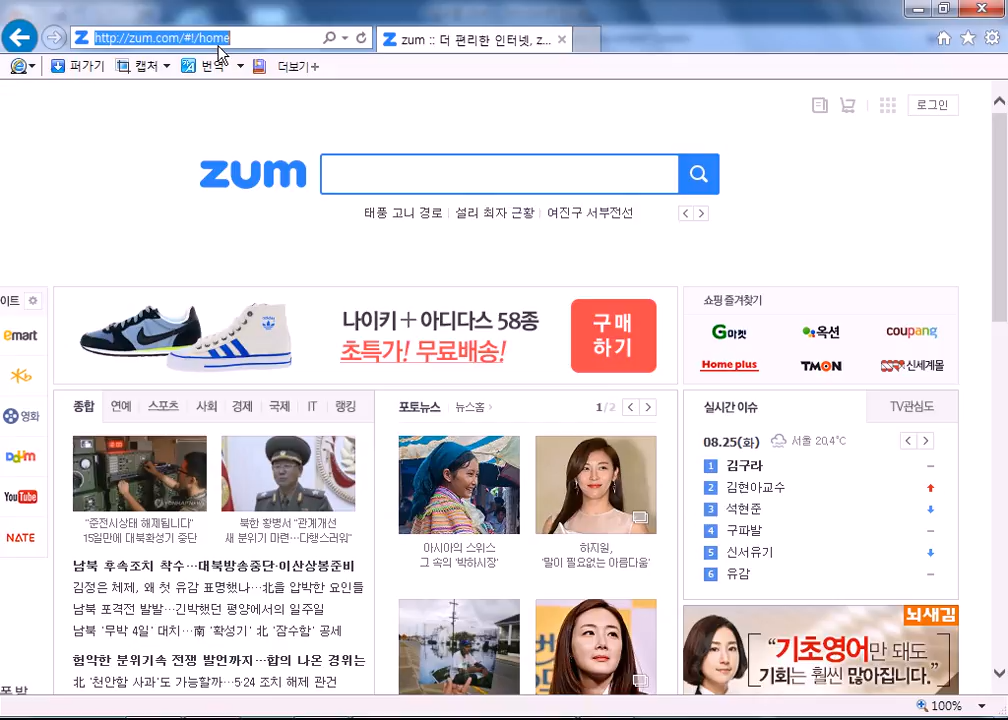 http://zum.com/#!/home
zum :: 더 편리한 인터넷, z...
퍼가기 캡처 번역 더보기+
로그인
zum
태풍 고니 경로 설리 최자 근황 여진구 서부전선
이트
emart
영화
Daum
YouTube
NATE
나이키+아디다스 58종
초특가! 무료배송!
구매
하기
쇼핑 즐겨찾기
G마켓 옥션 coupang
Home plus TMON 신세계몰
종합 연예 스포츠 사회 경제 국제 IT 랭킹
"준전시상태 해제됩니다"
15일만에 대북확성기 중단
북한 황병서 "관계개선
새 분위기 마련…다행스러워"
남북 후속조치 착수…대북방송중단·이산상봉준비
김정은 체제, 왜 첫 유감 표명했나…北을 압박한 요인들
남북 포격전 발발…긴박했던 평양에서의 일주일
남북 '무박 4일' 대치…南 '확성기' 北 '잠수함' 공세
험악한 분위기속 전쟁 발언까지…합의 나온 경위는
北 '천안함 사과'도 가능할까…5·24 조치 해제 관건
포토뉴스 뉴스홈 1/2
아시아의 스위스
그 속의 '박하시장'
하지원,
'말이 필요없는 아름다움'
실시간 이슈 TV관심도
08.25(화) 서울 20.4℃
1 김구라
2 김현아교수
3 석현준
4 구파발
5 신서유기
6 유감
뇌새김
"기초영어만 돼도
기회는 훨씬 많아집니다."
100%